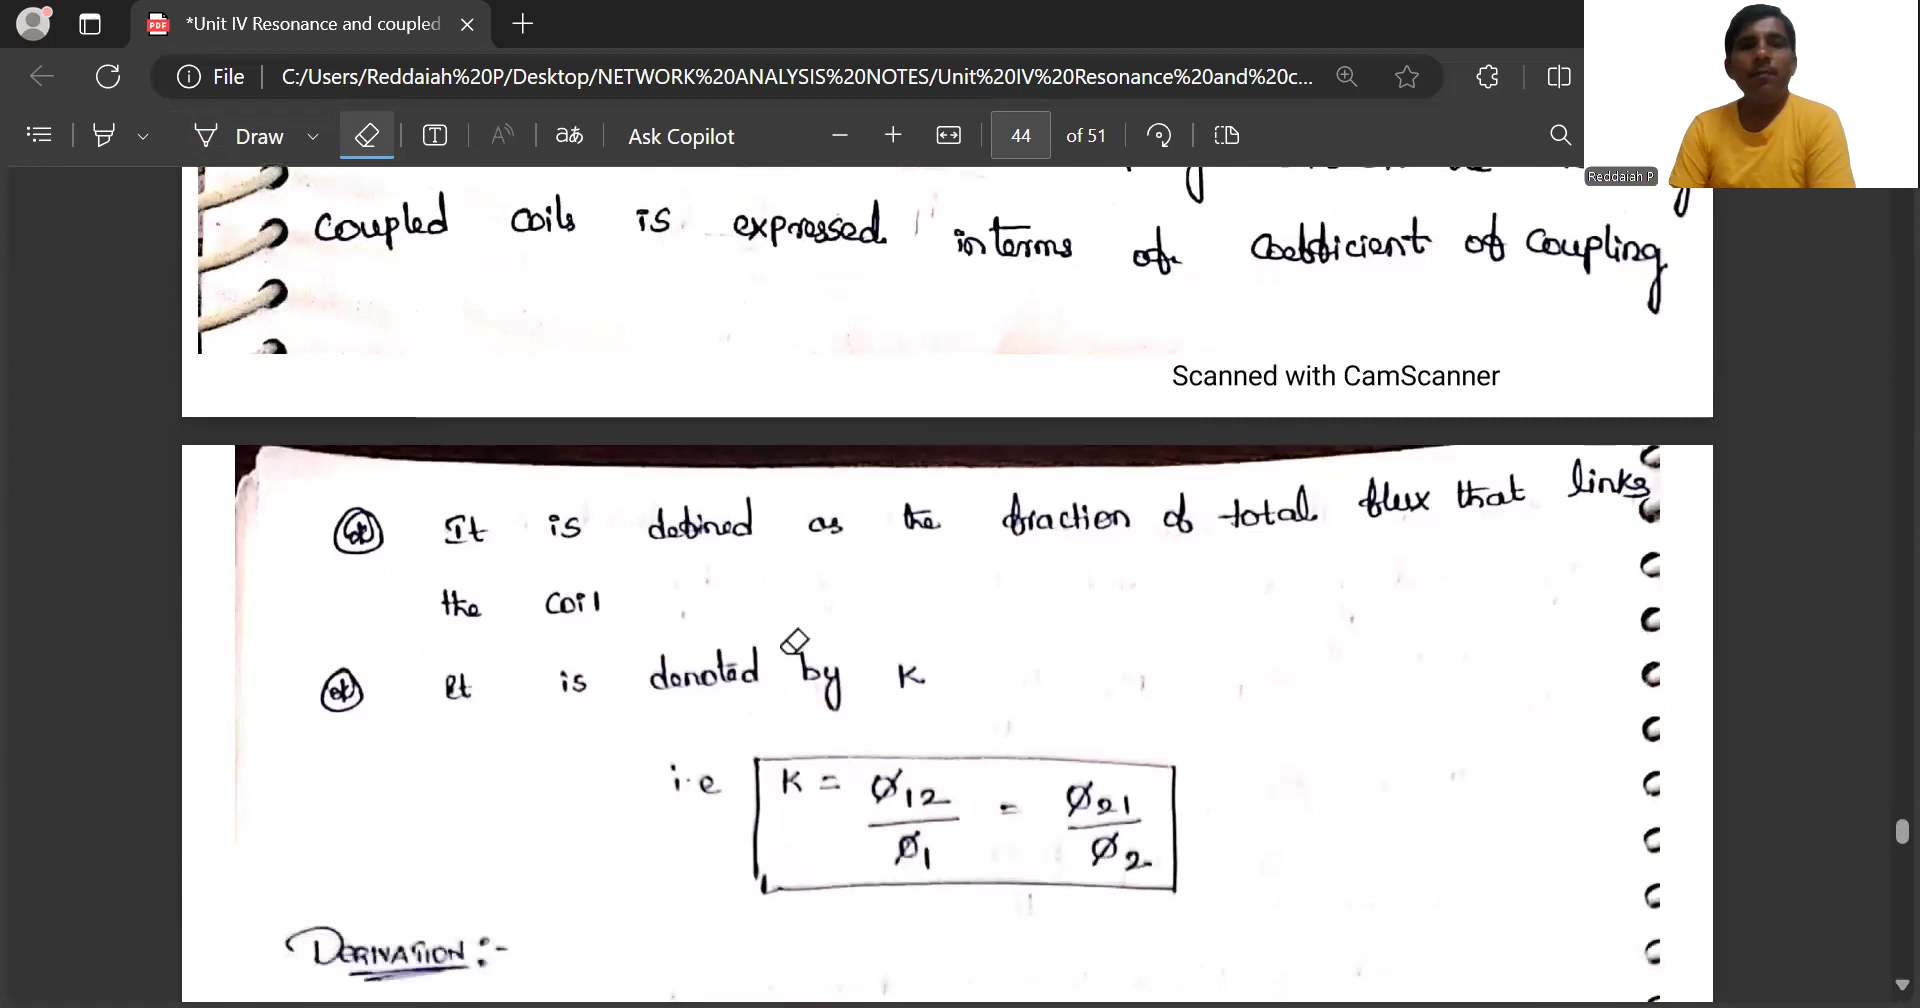 *Unit IV Resonance and coupled
File C:/Users/Reddaiah%20P/Desktop/NETWORK%20ANALYSIS%20NOTES/Unit%20IV%20Resonance%20and%20c...
Draw aあ Ask Copilot 44 of 51
Reddaiah P
coupled coils is expressed interms of coefficient of coupling
Scanned with CamScanner
It is defined as the fraction of total flux that links
the coil
It is denoted by K
i.e K = Ø12/Ø1 = Ø21/Ø2
DERIVATION:-